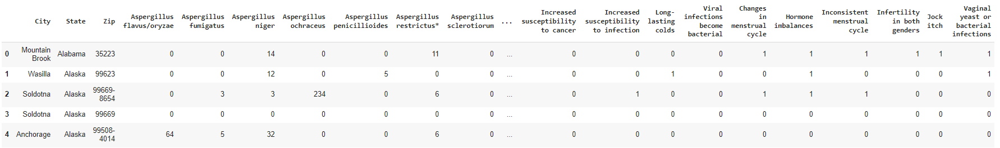 City State Zip Aspergillus flavus/oryzae Aspergillus fumigatus Aspergillus niger Aspergillus ochraceus Aspergillus penicillioides Aspergillus restrictus* Aspergillus sclerotiorum ... Increased susceptibility to cancer Increased susceptibility to infection Long-lasting colds Viral infections become bacterial Changes in menstrual cycle Hormone imbalances Inconsistent menstrual cycle Infertility in both genders Jock itch Vaginal yeast or bacterial infections
0 Mountain Brook Alabama 35223 0 0 14 0 0 11 0 ... 0 0 0 0 1 1 1 1 1 1
1 Wasilla Alaska 99623 0 0 12 0 5 0 0 ... 0 0 1 0 0 1 0 0 0 1
2 Soldotna Alaska 99669-8654 0 3 3 234 0 6 0 ... 0 1 0 0 1 1 1 0 0 0
3 Soldotna Alaska 99669 0 0 0 0 0 0 0 ... 0 0 0 0 0 0 0 0 0 0
4 Anchorage Alaska 99508-4014 64 5 32 0 0 6 0 ... 0 0 0 0 0 0 0 0 0 0